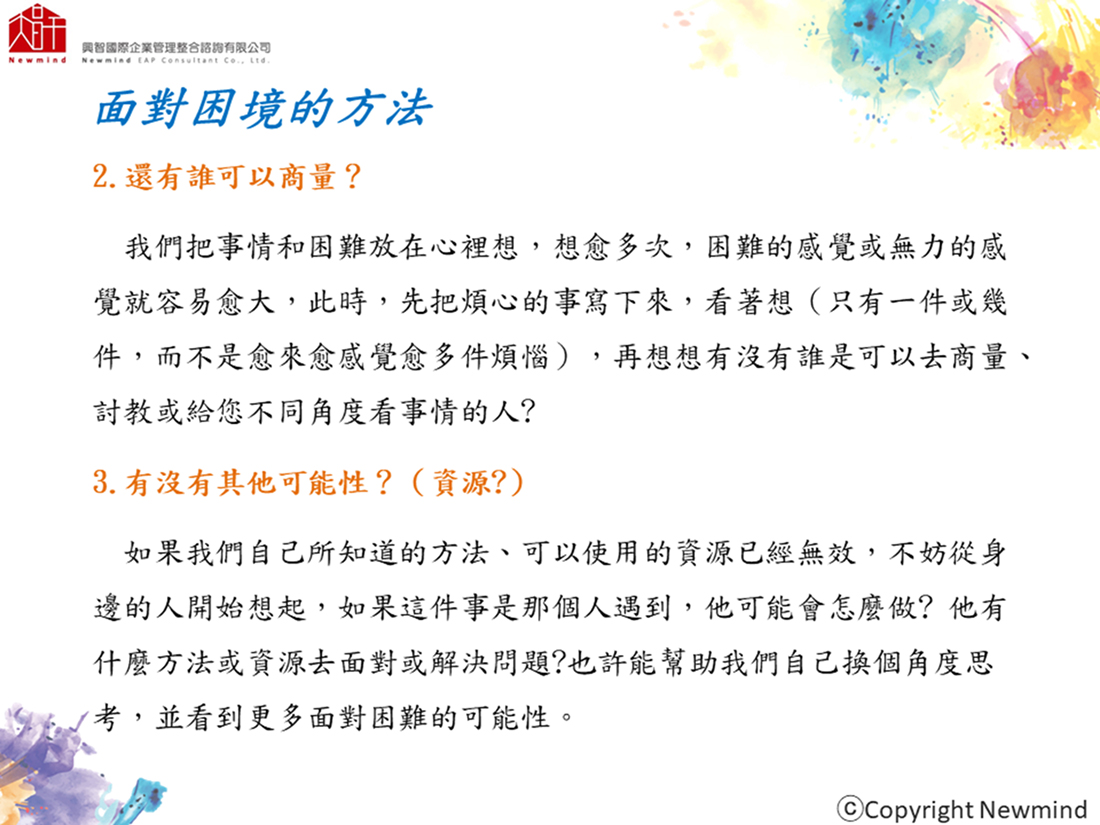 Newmind
興智國際企業管理整合諮詢有限公司
Newmind EAP Consultant Co., Ltd.
面對困境的方法
2.還有誰可以商量？
我們把事情和困難放在心裡想，想愈多次，困難的感覺或無力的感
覺就容易愈大，此時，先把煩心的事寫下來，看著想（只有一件或幾
件，而不是愈來愈感覺愈多件煩惱），再想想有沒有誰是可以去商量、
討教或給您不同角度看事情的人?
3.有沒有其他可能性？（資源?）
如果我們自己所知道的方法、可以使用的資源已經無效，不妨從身
邊的人開始想起，如果這件事是那個人遇到，他可能會怎麼做? 他有
什麼方法或資源去面對或解決問題?也許能幫助我們自己換個角度思
考，並看到更多面對困難的可能性。
©Copyright Newmind